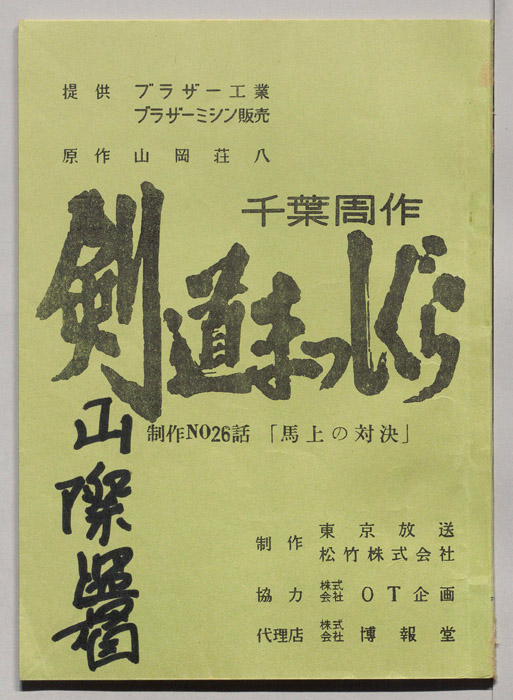 提供 ブラザー工業
ブラザーミシン販売
原作 山岡荘八
千葉周作
剣道まっしぐら
制作NO26話 「馬上の対決」
山際
制作 東京放送
松竹株式会社
協力 株式会社 OT企画
代理店 株式会社 博報堂